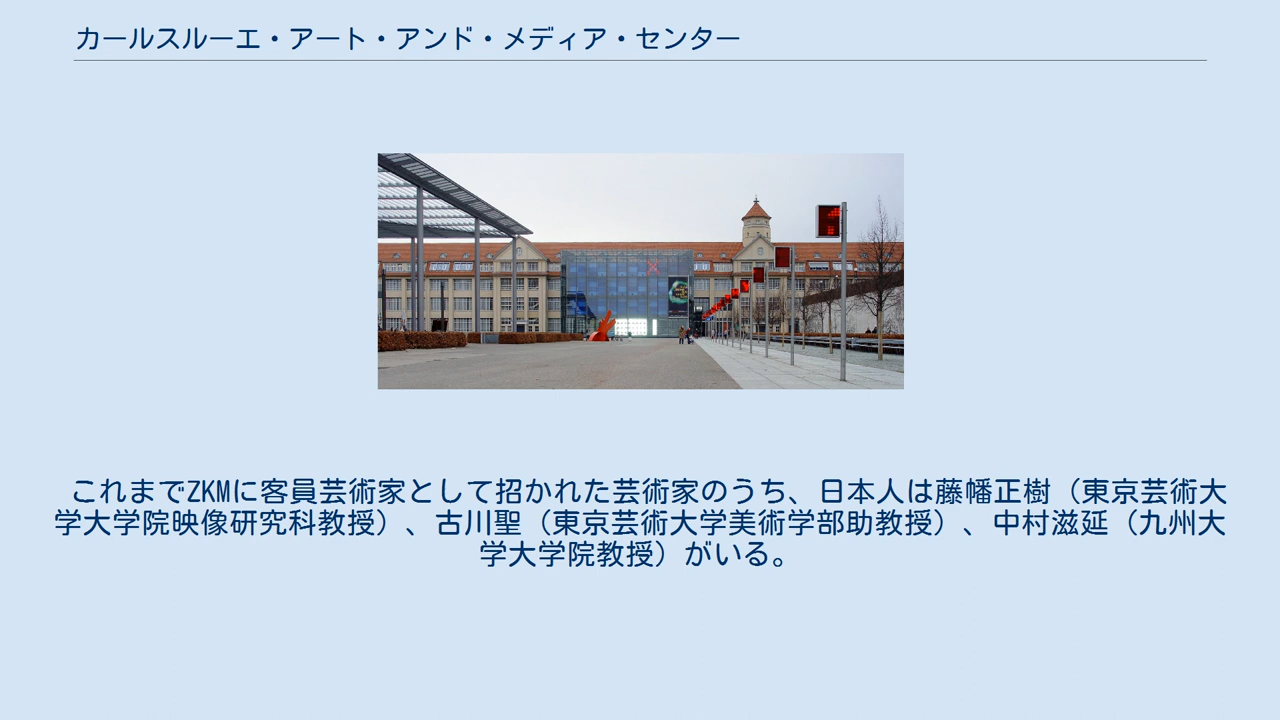 カールスルーエ・アート・アンド・メディア・センター
これまでZKMに客員芸術家として招かれた芸術家のうち、日本人は藤幡正樹（東京芸術大
学大学院映像研究科教授）、古川聖（東京芸術大学美術学部助教授）、中村滋延（九州大
学大学院教授）がいる。